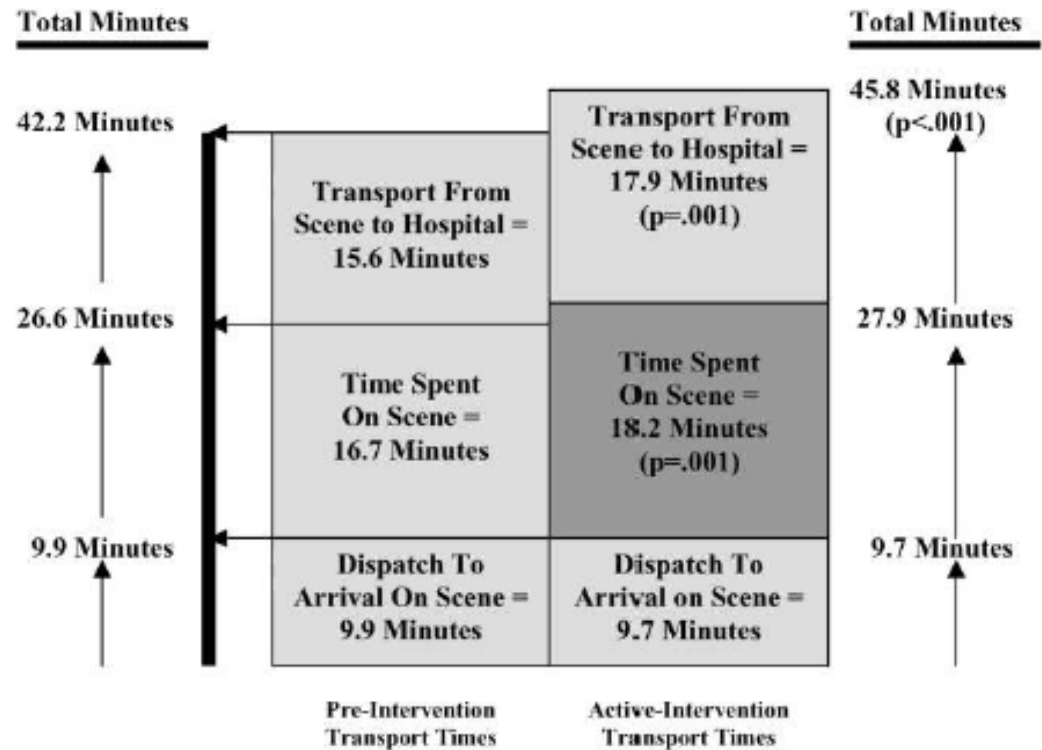 Total Minutes
42.2 Minutes
26.6 Minutes
9.9 Minutes
Transport From
Scene to Hospital =
15.6 Minutes
Time Spent
On Scene =
16.7 Minutes
Dispatch To
Arrival On Scene =
9.9 Minutes
Pre-Intervention
Transport Times
Transport From
Scene to Hospital =
17.9 Minutes
(p=.001)
Time Spent
On Scene =
18.2 Minutes
(p=.001)
Dispatch To
Arrival on Scene =
9.7 Minutes
Active-Intervention
Transport Times
Total Minutes
45.8 Minutes
(p<.001)
27.9 Minutes
9.7 Minutes